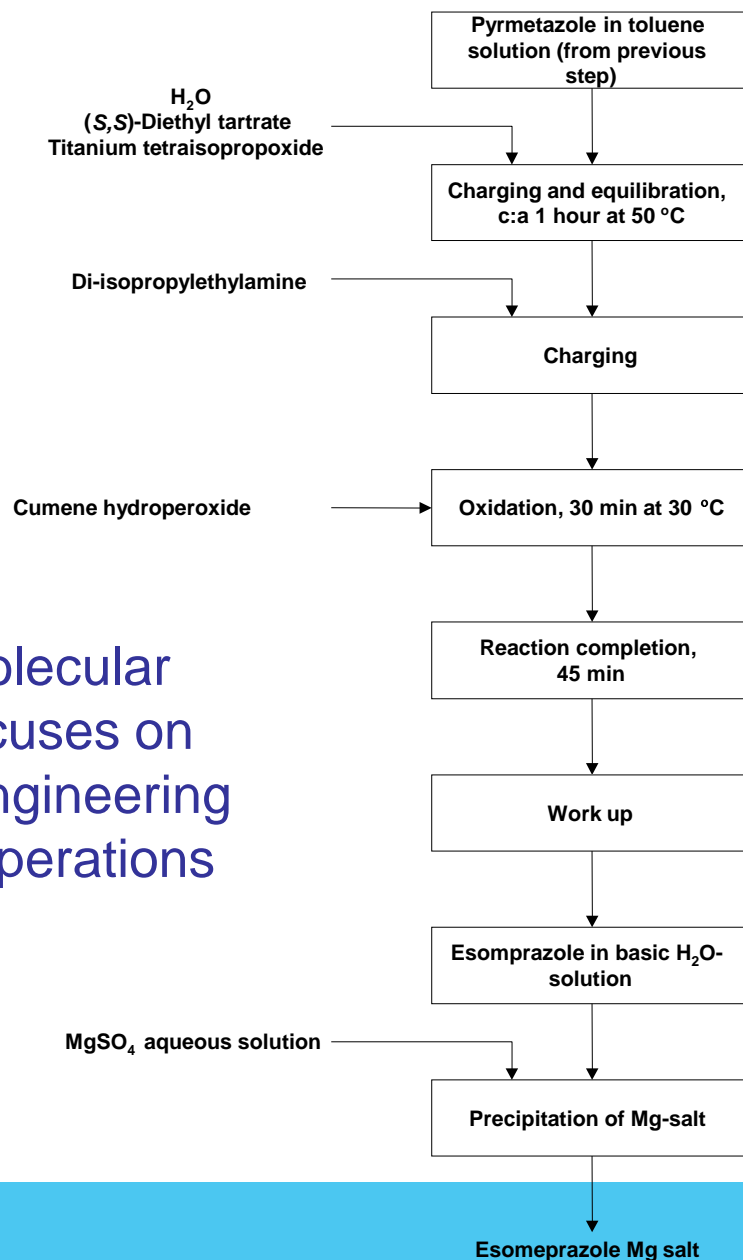 Pyrmetazole in toluene
solution (from previous
step)
H₂O
(S,S)-Diethyl tartrate
Titanium tetraisopropoxide
Charging and equilibration,
c:a 1 hour at 50 ºC
Di-isopropylethylamine
Charging
Cumene hydroperoxide
Oxidation, 30 min at 30 ºC
Reaction completion,
45 min
olecular
cuses on
ngineering
perations
Work up
Esomprazole in basic H₂O-
solution
MgSO₄ aqueous solution
Precipitation of Mg-salt
Esomeprazole Mg salt